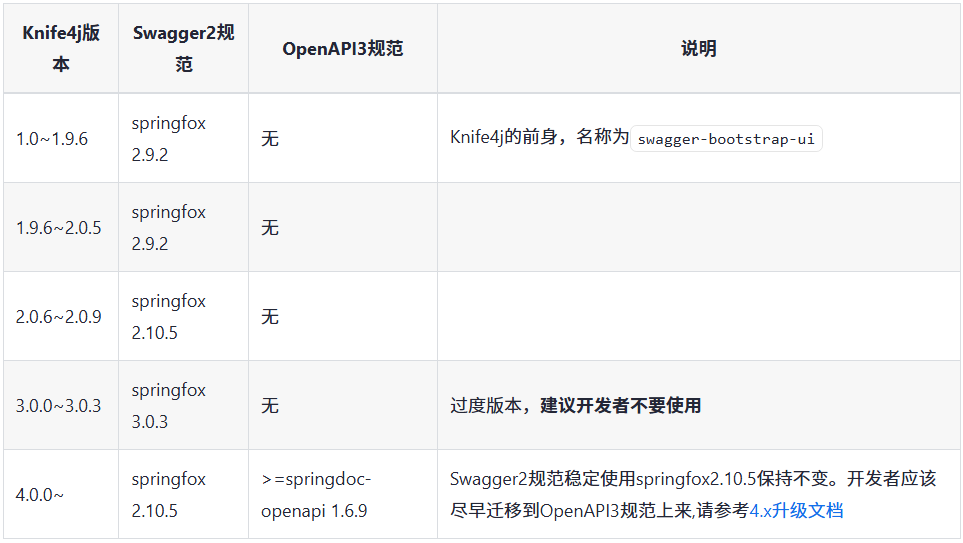 Knife4j版本 Swagger2规范 OpenAPI3规范 说明
1.0~1.9.6 springfox 2.9.2 无 Knife4j的前身，名称为 swagger-bootstrap-ui
1.9.6~2.0.5 springfox 2.9.2 无
2.0.6~2.0.9 springfox 2.10.5 无
3.0.0~3.0.3 springfox 3.0.3 无 过度版本，建议开发者不要使用
4.0.0~ springfox 2.10.5 >=springdoc-openapi 1.6.9 Swagger2规范稳定使用springfox2.10.5保持不变。开发者应该尽早迁移到OpenAPI3规范上来,请参考4.x升级文档